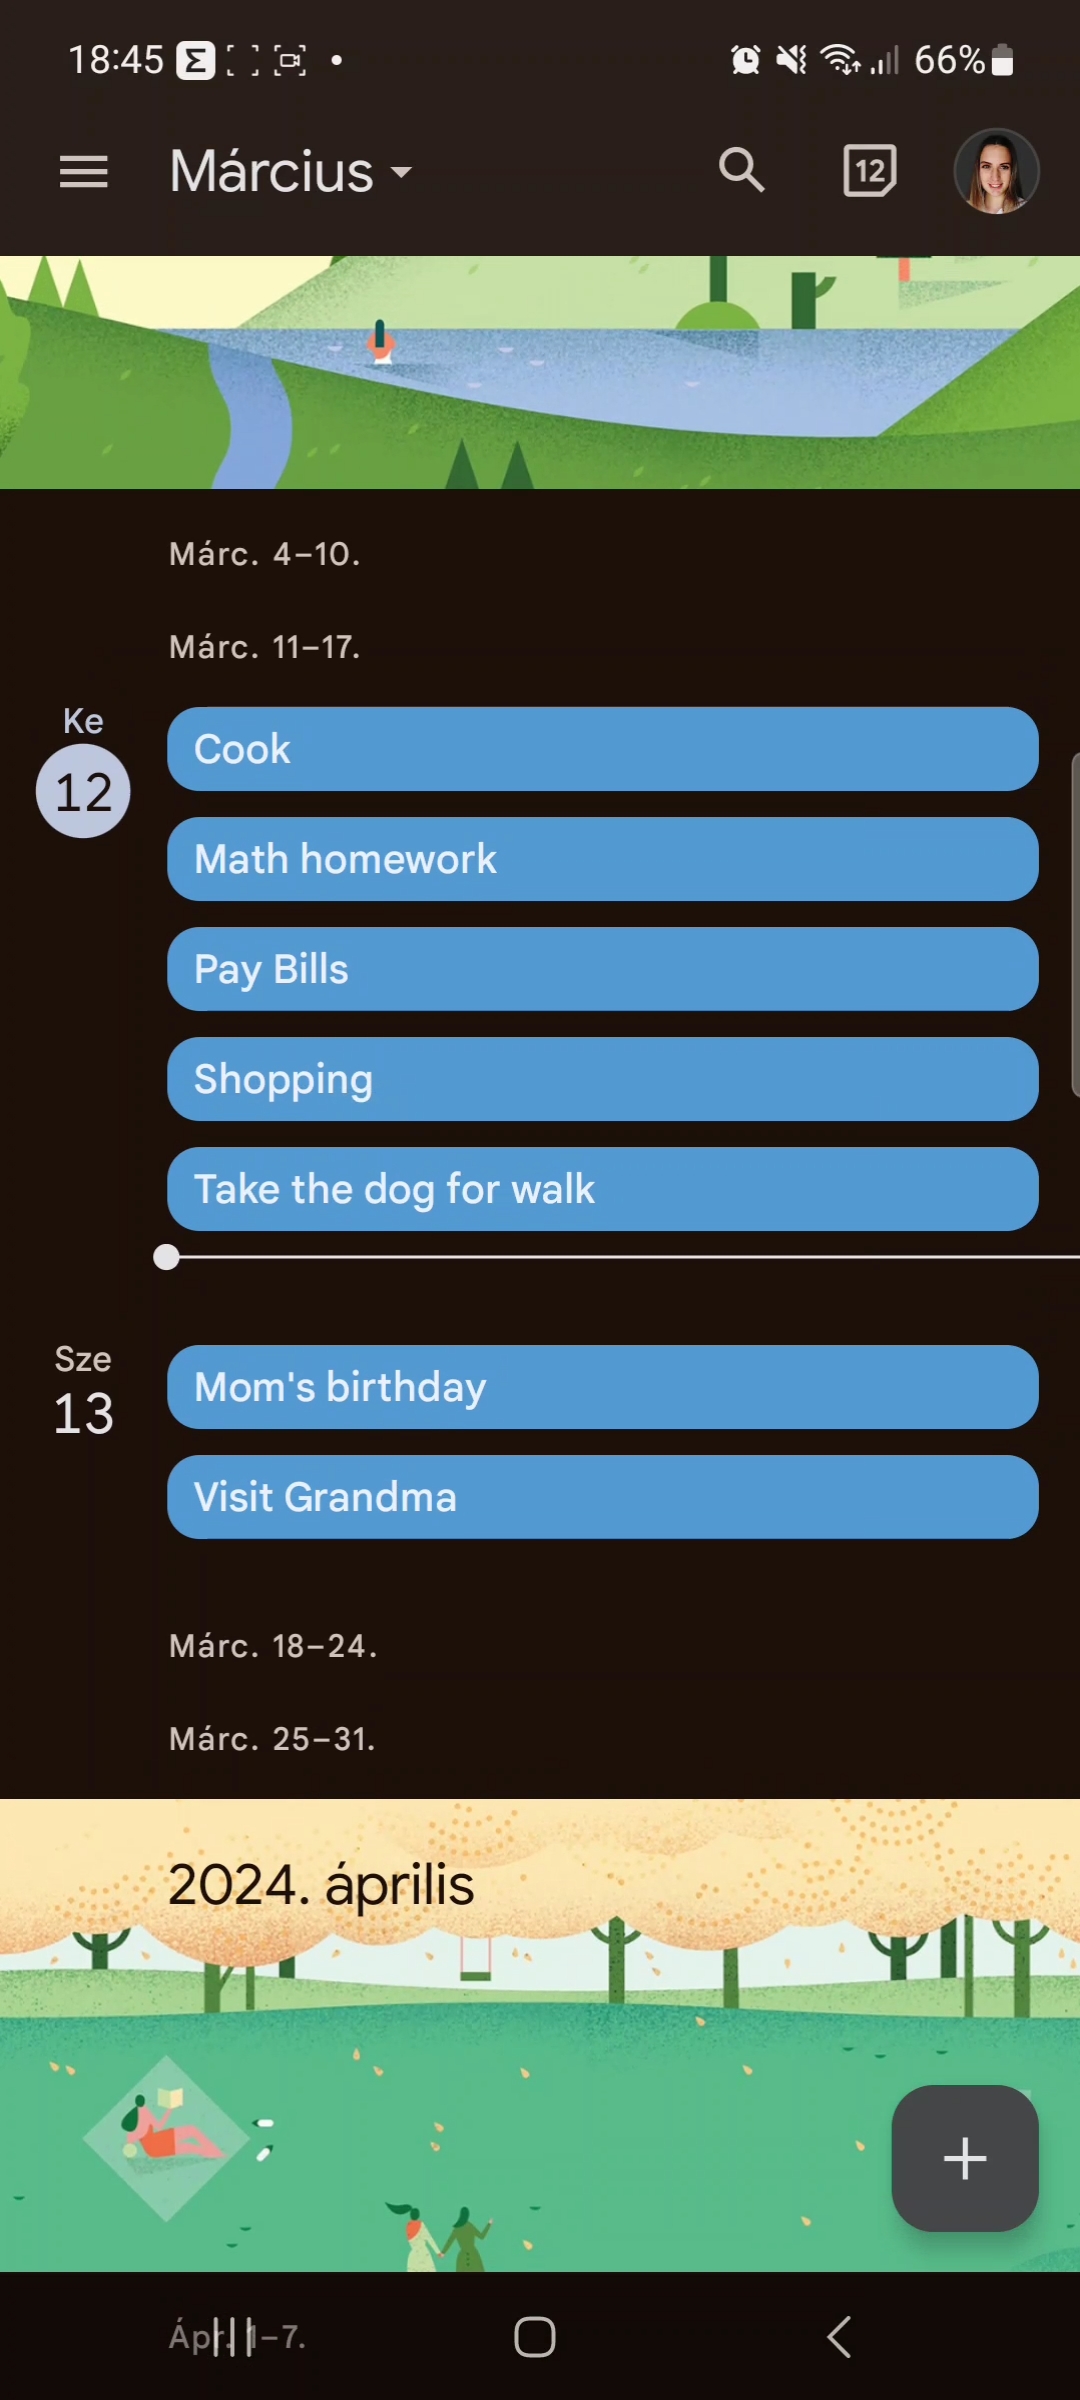 18:45 66%
Március
12
Márc. 4–10.
Márc. 11–17.
Ke
12
Cook
Math homework
Pay Bills
Shopping
Take the dog for walk
Sze
13
Mom's birthday
Visit Grandma
Márc. 18–24.
Márc. 25–31.
2024. április
Ápr. 1–7.